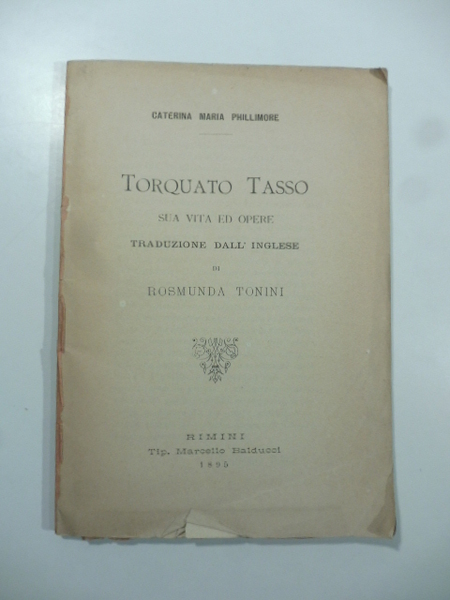 CATERINA MARIA PHILLIMORE
TORQUATO TASSO
SUA VITA ED OPERE
TRADUZIONE DALL' INGLESE
DI
ROSMUNDA TONINI
RIMINI
Tip. Marcello Balducci
1895